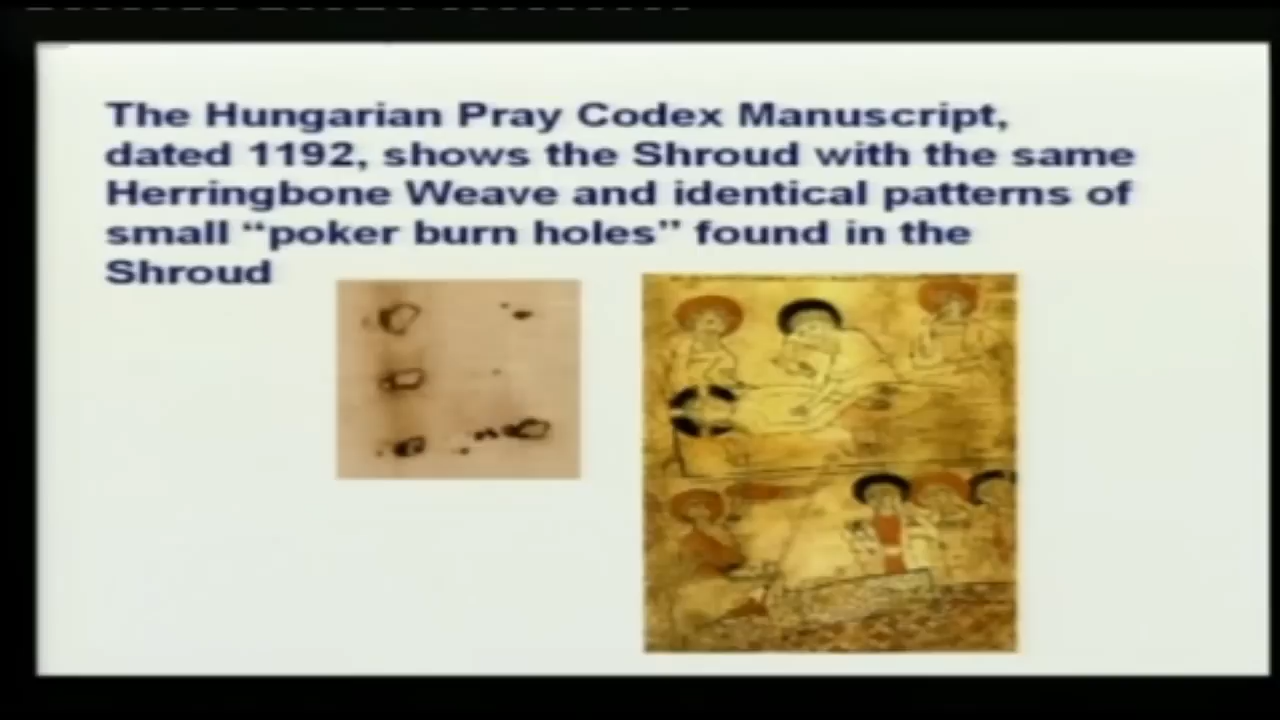 The Hungarian Pray Codex Manuscript,
dated 1192, shows the Shroud with the same
Herringbone Weave and identical patterns of
small “poker burn holes” found in the
Shroud